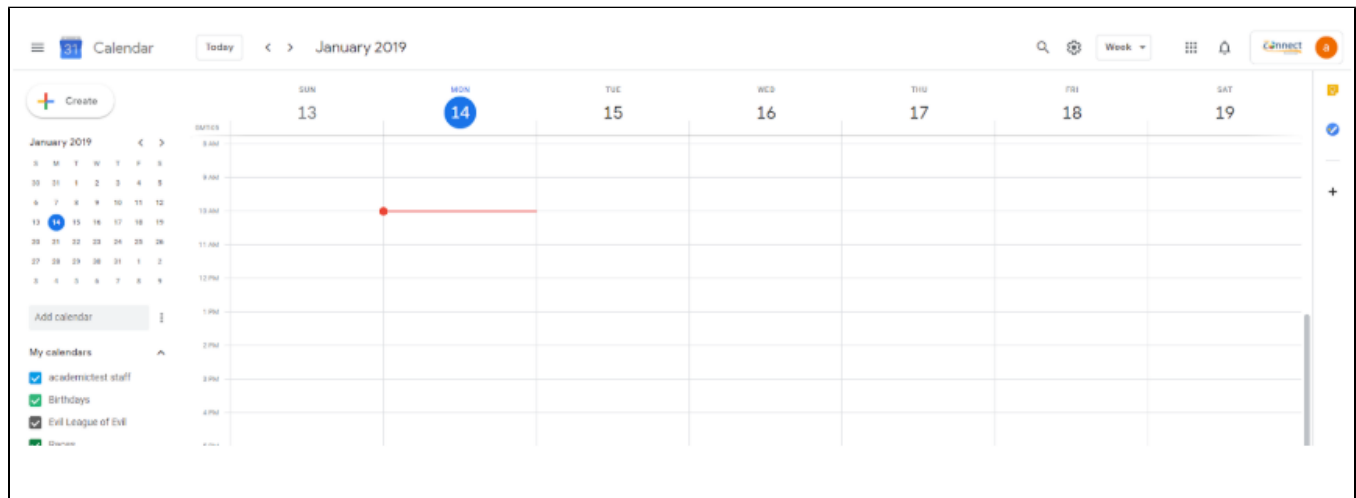 31 Calendar Today < > January 2019 Week connect a
Create
SUN MON TUE WED THU FRI SAT
13 14 15 16 17 18 19
January 2019 < >
S M T W T F S
30 31 1 2 3 4 5
6 7 8 9 10 11 12
13 14 15 16 17 18 19
20 21 22 23 24 25 26
27 28 29 30 31 1 2
3 4 5 6 7 8 9
8 AM
9 AM
10 AM
11 AM
12 PM
1 PM
2 PM
3 PM
4 PM
Add calendar
My calendars
academictest staff
Birthdays
Evil League of Evil